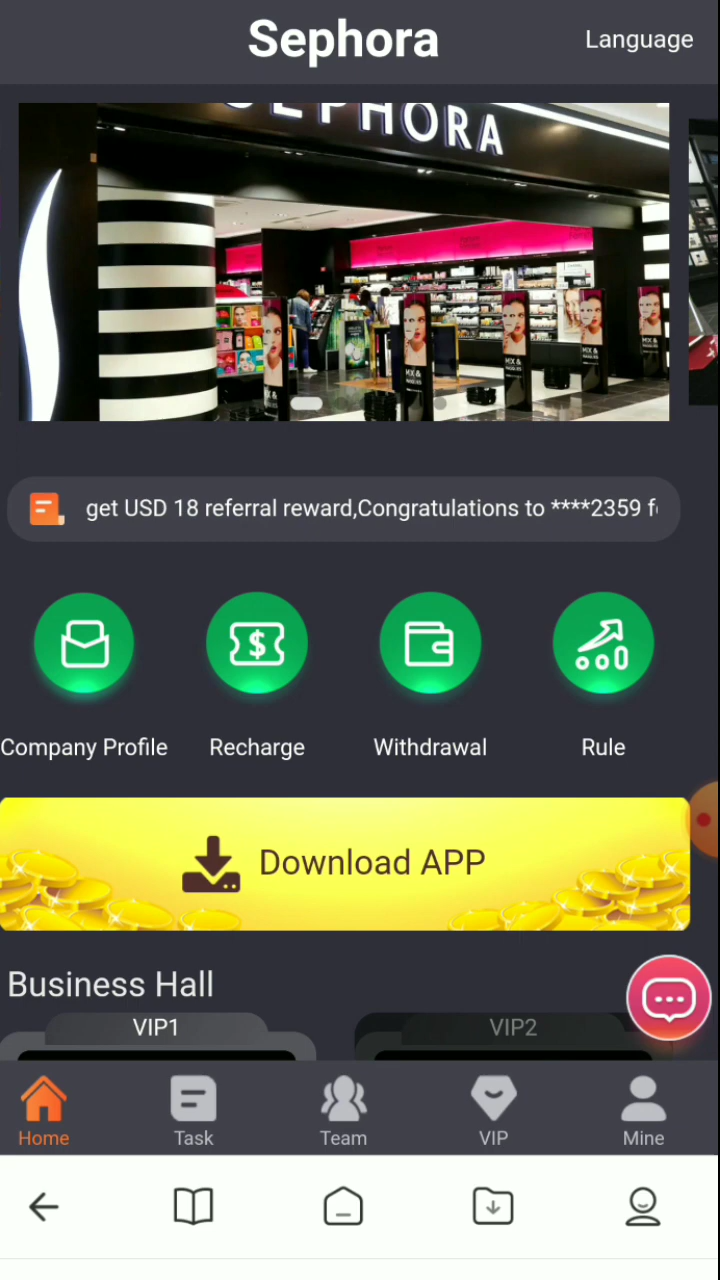 Sephora
Language
SEPHORA
get USD 18 referral reward,Congratulations to ****2359 f
Company Profile
Recharge
Withdrawal
Rule
Download APP
Business Hall
VIP1
VIP2
Home
Task
Team
VIP
Mine